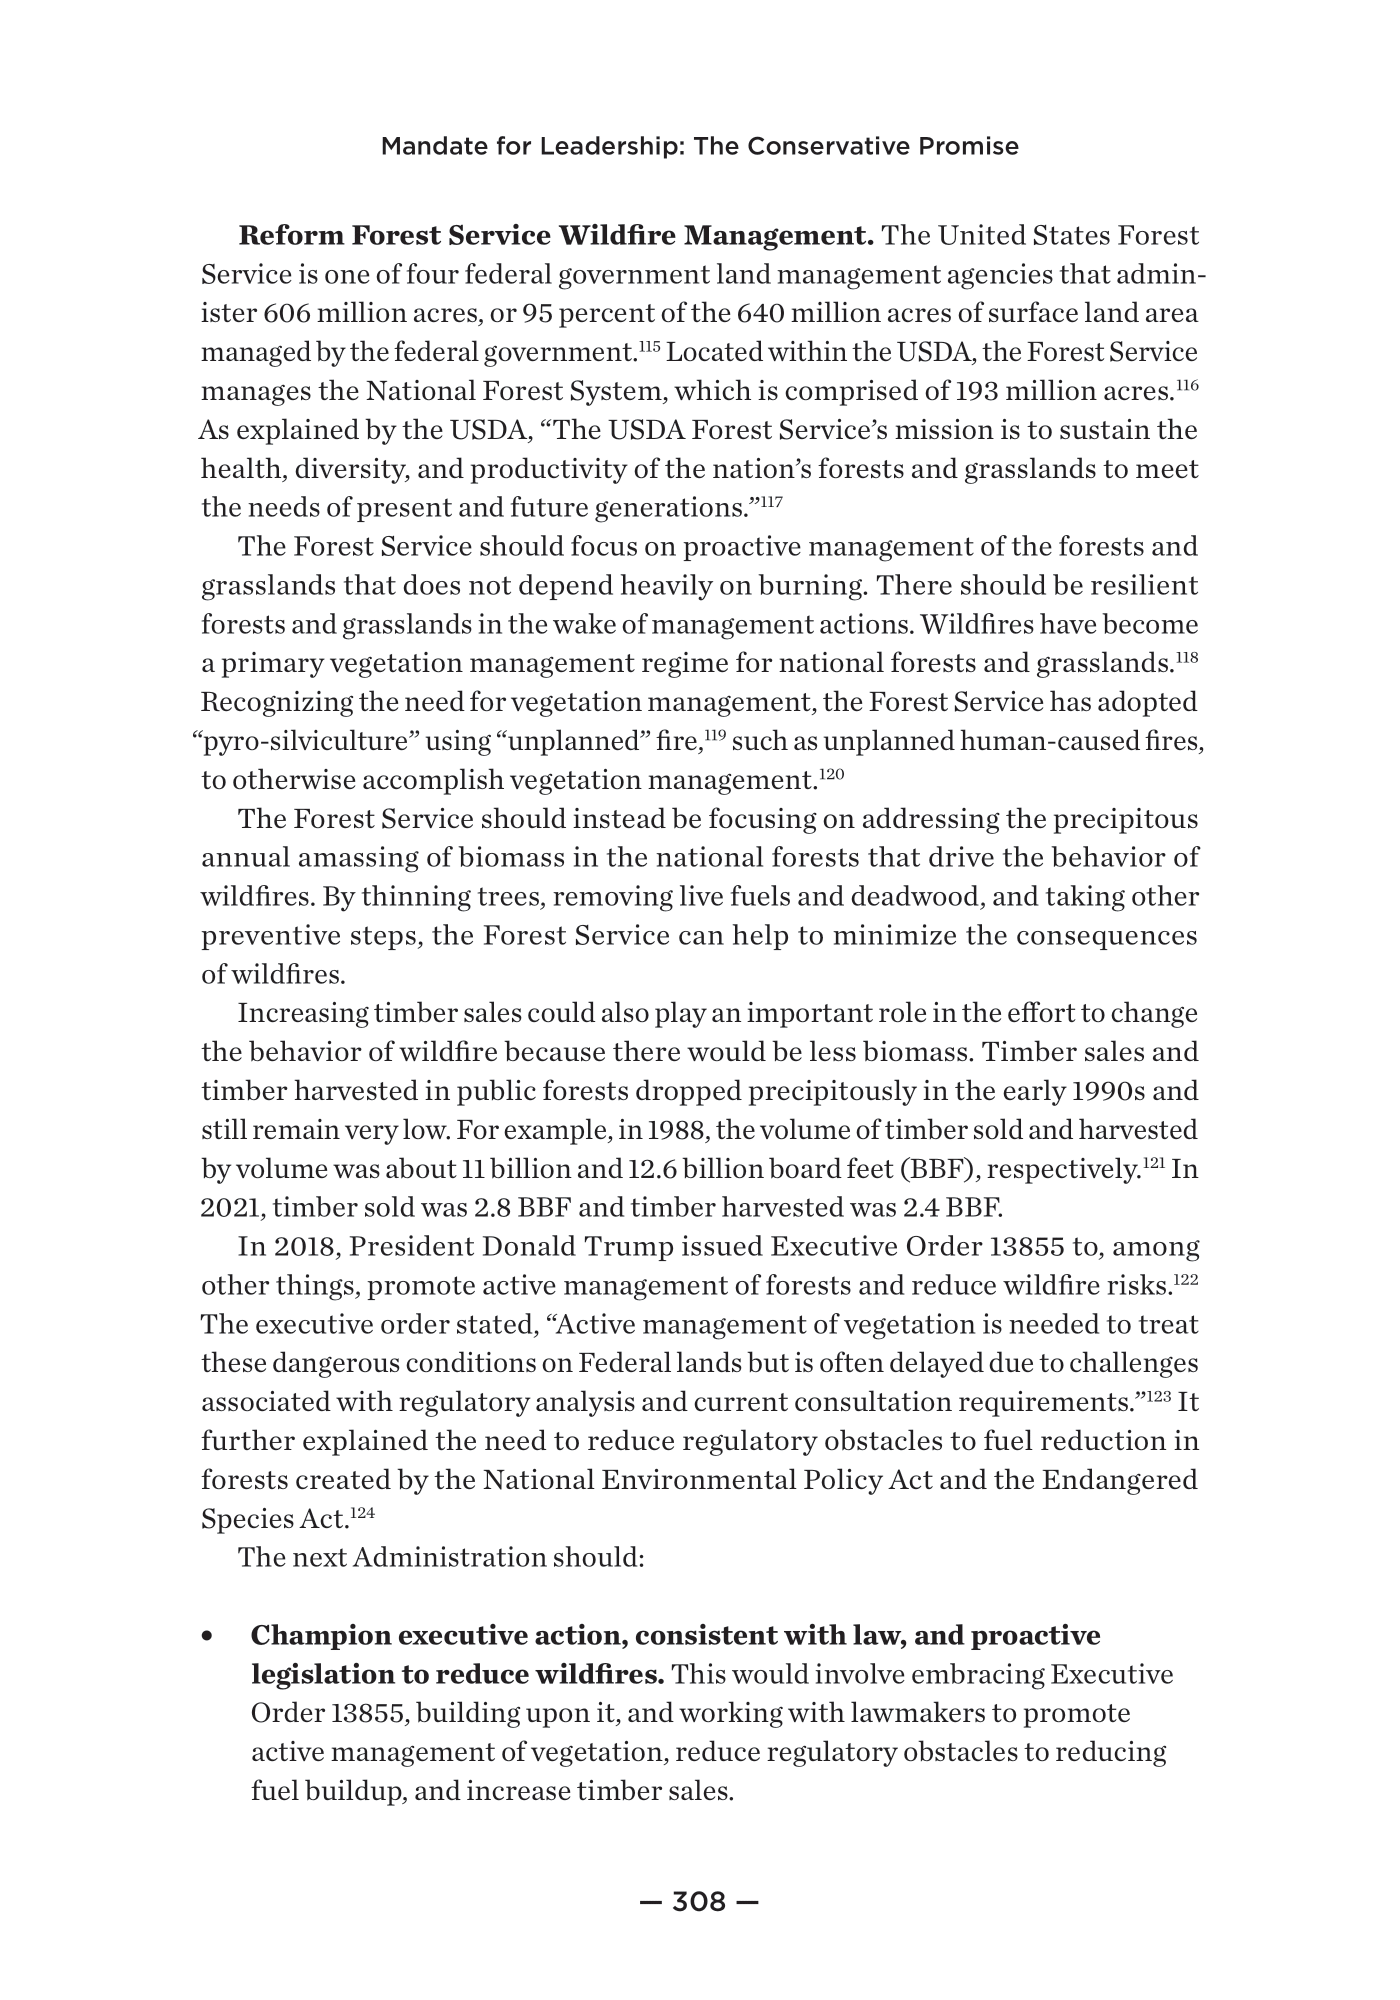 Mandate for Leadership: The Conservative Promise
Reform Forest Service Wildfire Management. The United States Forest
Service is one of four federal government land management agencies that admin-
ister 606 million acres, or 95 percent of the 640 million acres of surface land area
managed by the federal government.115 Located within the USDA, the Forest Service
manages the National Forest System, which is comprised of 193 million acres.116
As explained by the USDA, “The USDA Forest Service’s mission is to sustain the
health, diversity, and productivity of the nation’s forests and grasslands to meet
the needs of present and future generations.”117
The Forest Service should focus on proactive management of the forests and
grasslands that does not depend heavily on burning. There should be resilient
forests and grasslands in the wake of management actions. Wildfires have become
a primary vegetation management regime for national forests and grasslands.118
Recognizing the need for vegetation management, the Forest Service has adopted
“pyro-silviculture” using “unplanned” fire,119 such as unplanned human-caused fires,
to otherwise accomplish vegetation management.120
The Forest Service should instead be focusing on addressing the precipitous
annual amassing of biomass in the national forests that drive the behavior of
wildfires. By thinning trees, removing live fuels and deadwood, and taking other
preventive steps, the Forest Service can help to minimize the consequences
of wildfires.
Increasing timber sales could also play an important role in the effort to change
the behavior of wildfire because there would be less biomass. Timber sales and
timber harvested in public forests dropped precipitously in the early 1990s and
still remain very low. For example, in 1988, the volume of timber sold and harvested
by volume was about 11 billion and 12.6 billion board feet (BBF), respectively.121 In
2021, timber sold was 2.8 BBF and timber harvested was 2.4 BBF.
In 2018, President Donald Trump issued Executive Order 13855 to, among
other things, promote active management of forests and reduce wildfire risks.122
The executive order stated, “Active management of vegetation is needed to treat
these dangerous conditions on Federal lands but is often delayed due to challenges
associated with regulatory analysis and current consultation requirements.”123 It
further explained the need to reduce regulatory obstacles to fuel reduction in
forests created by the National Environmental Policy Act and the Endangered
Species Act.124
The next Administration should:
• Champion executive action, consistent with law, and proactive
legislation to reduce wildfires. This would involve embracing Executive
Order 13855, building upon it, and working with lawmakers to promote
active management of vegetation, reduce regulatory obstacles to reducing
fuel buildup, and increase timber sales.
— 308 —